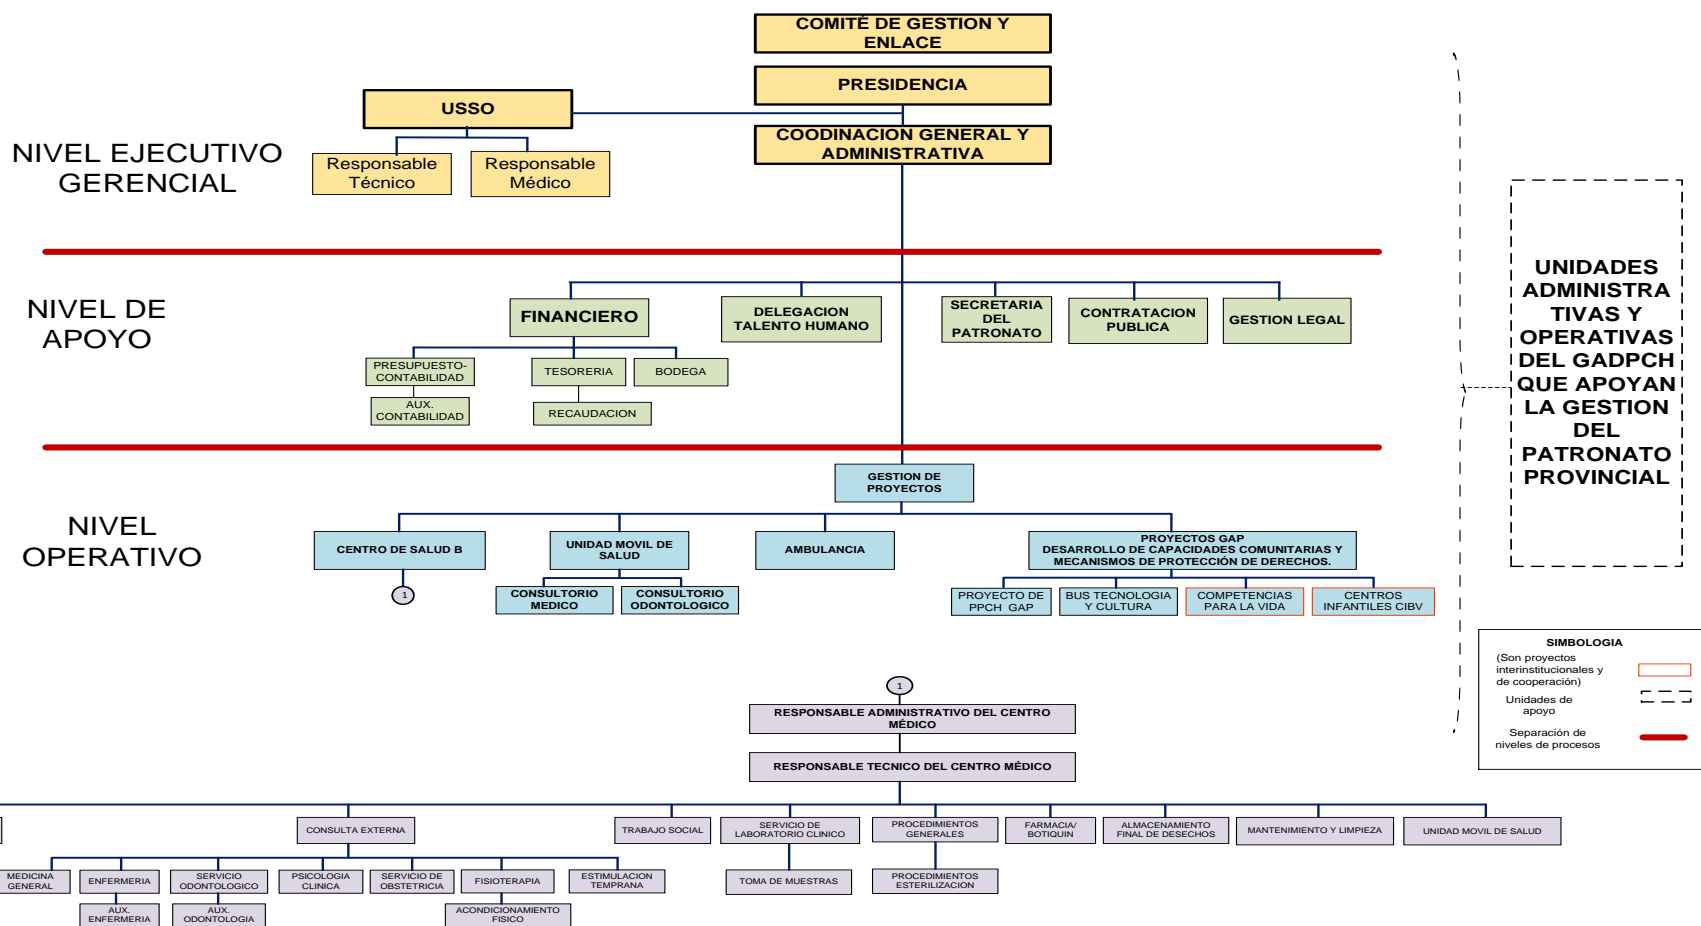 COMITÉ DE GESTION Y
ENLACE
PRESIDENCIA
USSO
COODINACION GENERAL Y
ADMINISTRATIVA
NIVEL EJECUTIVO
GERENCIAL
Responsable
Técnico
Responsable
Médico
NIVEL DE
APOYO
FINANCIERO
DELEGACION
TALENTO HUMANO
SECRETARIA
DEL
PATRONATO
CONTRATACION
PUBLICA
GESTION LEGAL
PRESUPUESTO-
CONTABILIDAD
TESORERIA
BODEGA
AUX.
CONTABILIDAD
RECAUDACION
UNIDADES
ADMINISTRA
TIVAS Y
OPERATIVAS
DEL GADPCH
QUE APOYAN
LA GESTION
DEL
PATRONATO
PROVINCIAL
NIVEL
OPERATIVO
GESTION DE
PROYECTOS
CENTRO DE SALUD B
UNIDAD MOVIL DE
SALUD
AMBULANCIA
PROYECTOS GAP
DESARROLLO DE CAPACIDADES COMUNITARIAS Y
MECANISMOS DE PROTECCIÓN DE DERECHOS.
1
CONSULTORIO
MEDICO
CONSULTORIO
ODONTOLOGICO
PROYECTO DE
PPCH GAP
BUS TECNOLOGIA
Y CULTURA
COMPETENCIAS
PARA LA VIDA
CENTROS
INFANTILES CIBV
SIMBOLOGIA
(Son proyectos
interinstitucionales y
de cooperación)
Unidades de
apoyo
Separación de
niveles de procesos
1
RESPONSABLE ADMINISTRATIVO DEL CENTRO
MÉDICO
RESPONSABLE TECNICO DEL CENTRO MÉDICO
CONSULTA EXTERNA
TRABAJO SOCIAL
SERVICIO DE
LABORATORIO CLINICO
PROCEDIMIENTOS
GENERALES
FARMACIA/
BOTIQUIN
ALMACENAMIENTO
FINAL DE DESECHOS
MANTENIMIENTO Y LIMPIEZA
UNIDAD MOVIL DE SALUD
MEDICINA
GENERAL
ENFERMERIA
SERVICIO
ODONTOLOGICO
PSICOLOGIA
CLINICA
SERVICIO DE
OBSTETRICIA
FISIOTERAPIA
ESTIMULACION
TEMPRANA
TOMA DE MUESTRAS
PROCEDIMIENTOS
ESTERILIZACION
AUX.
ENFERMERIA
AUX.
ODONTOLOGIA
ACONDICIONAMIENTO
FISICO